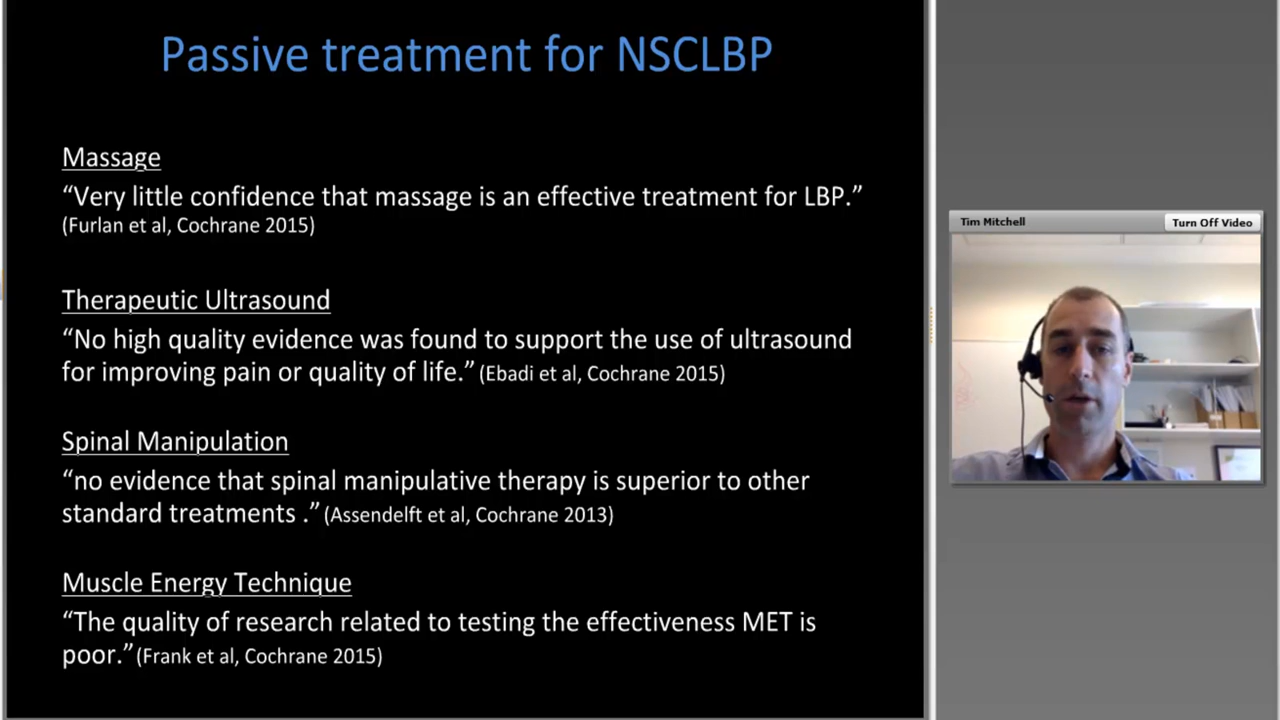 Passive treatment for NSCLBP
Massage
“Very little confidence that massage is an effective treatment for LBP.”
(Furlan et al, Cochrane 2015)
Therapeutic Ultrasound
“No high quality evidence was found to support the use of ultrasound
for improving pain or quality of life.” (Ebadi et al, Cochrane 2015)
Spinal Manipulation
“no evidence that spinal manipulative therapy is superior to other
standard treatments .” (Assendelft et al, Cochrane 2013)
Muscle Energy Technique
“The quality of research related to testing the effectiveness MET is
poor.” (Frank et al, Cochrane 2015)
Tim Mitchell
Turn Off Video